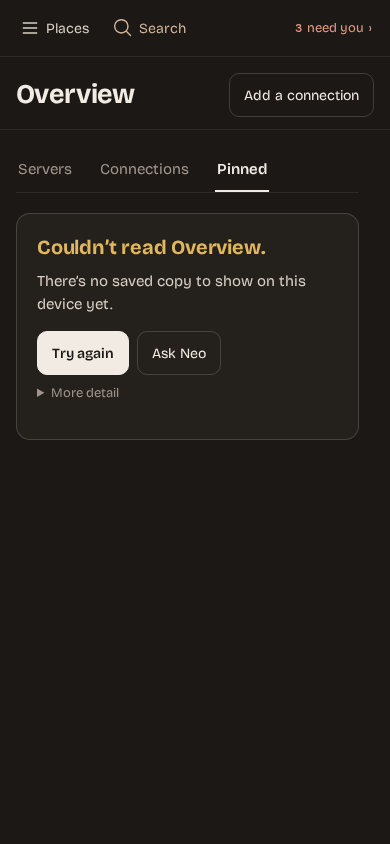 Places
Search
3 need you ›
Overview
Add a connection
Servers
Connections
Pinned
Couldn’t read Overview.
There’s no saved copy to show on this
device yet.
Try again
Ask Neo
More detail